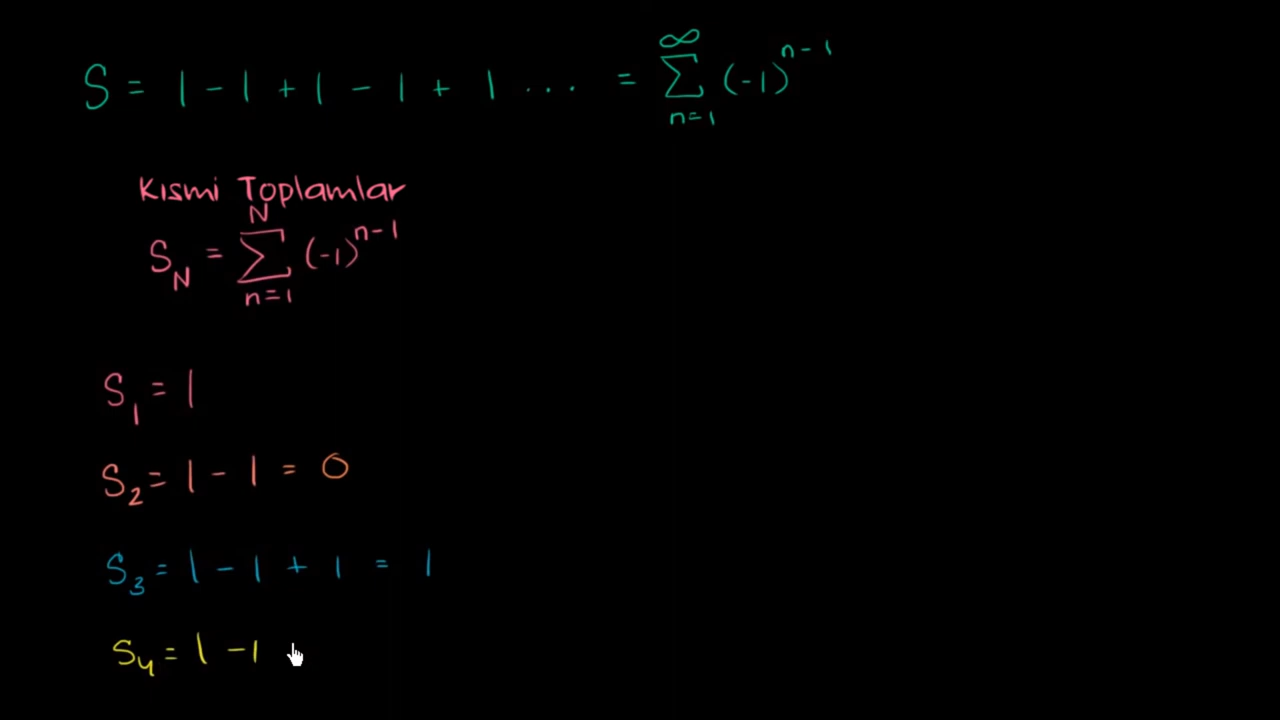 S = 1 - 1 + 1 - 1 + 1 ... = ∞ ∑ n=1 (-1)^{n-1}
Kısmi Toplamlar
S_N = N ∑ n=1 (-1)^{n-1}
S_1 = 1
S_2 = 1 - 1 = 0
S_3 = 1 - 1 + 1 = 1
S_4 = 1 - 1